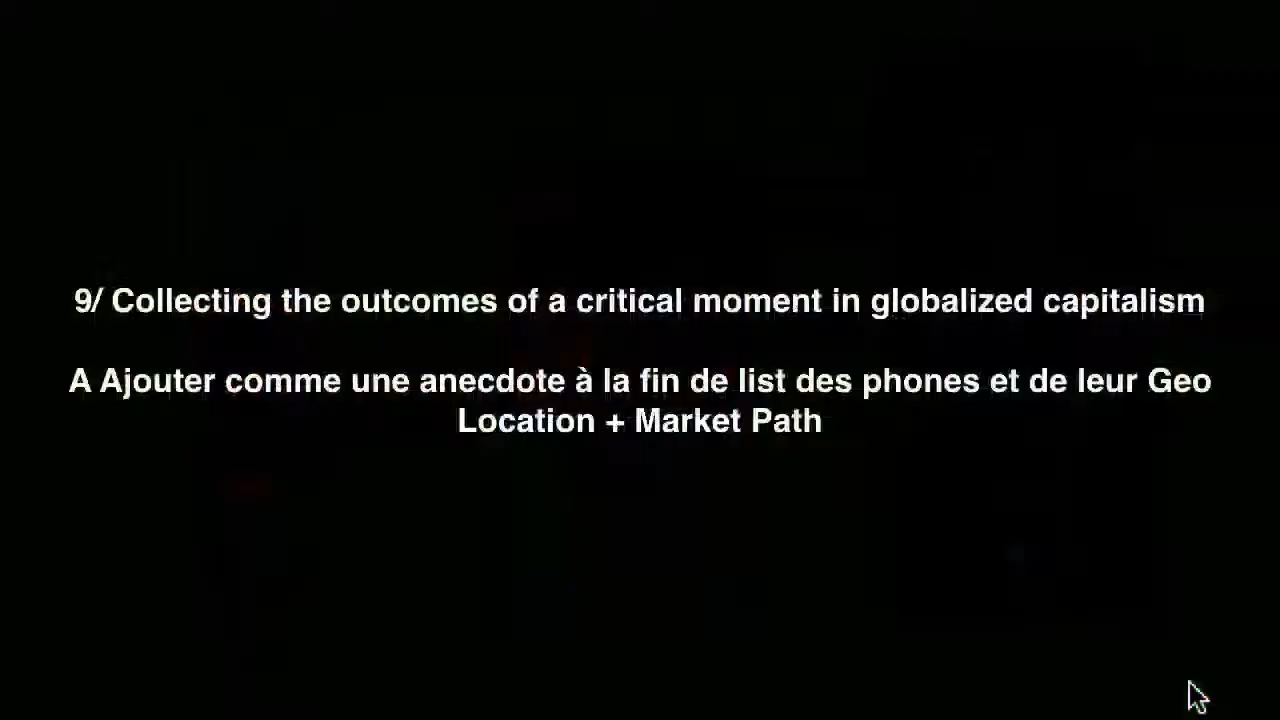 9/ Collecting the outcomes of a critical moment in globalized capitalism
A Ajouter comme une anecdote à la fin de list des phones et de leur Geo
Location + Market Path